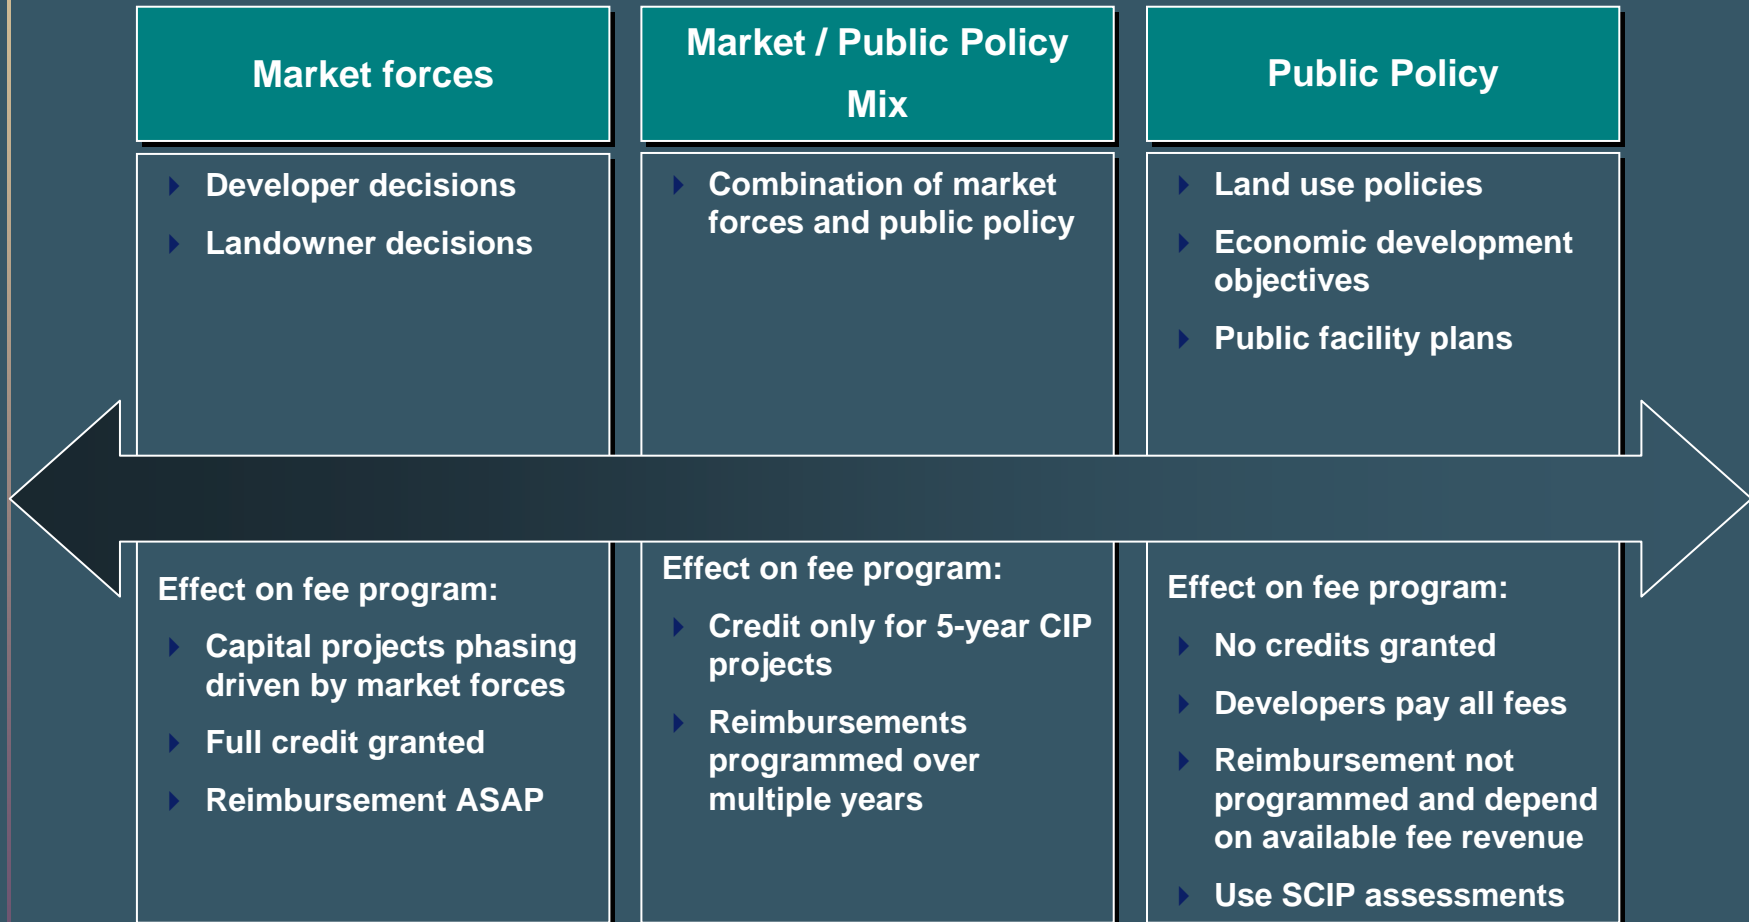 Market forces
Market / Public Policy
Mix
Public Policy
Developer decisions
Landowner decisions
Combination of market
forces and public policy
Land use policies
Economic development
objectives
Public facility plans
Effect on fee program:
Capital projects phasing
driven by market forces
Full credit granted
Reimbursement ASAP
Effect on fee program:
Credit only for 5-year CIP
projects
Reimbursements
programmed over
multiple years
Effect on fee program:
No credits granted
Developers pay all fees
Reimbursement not
programmed and depend
on available fee revenue
Use SCIP assessments